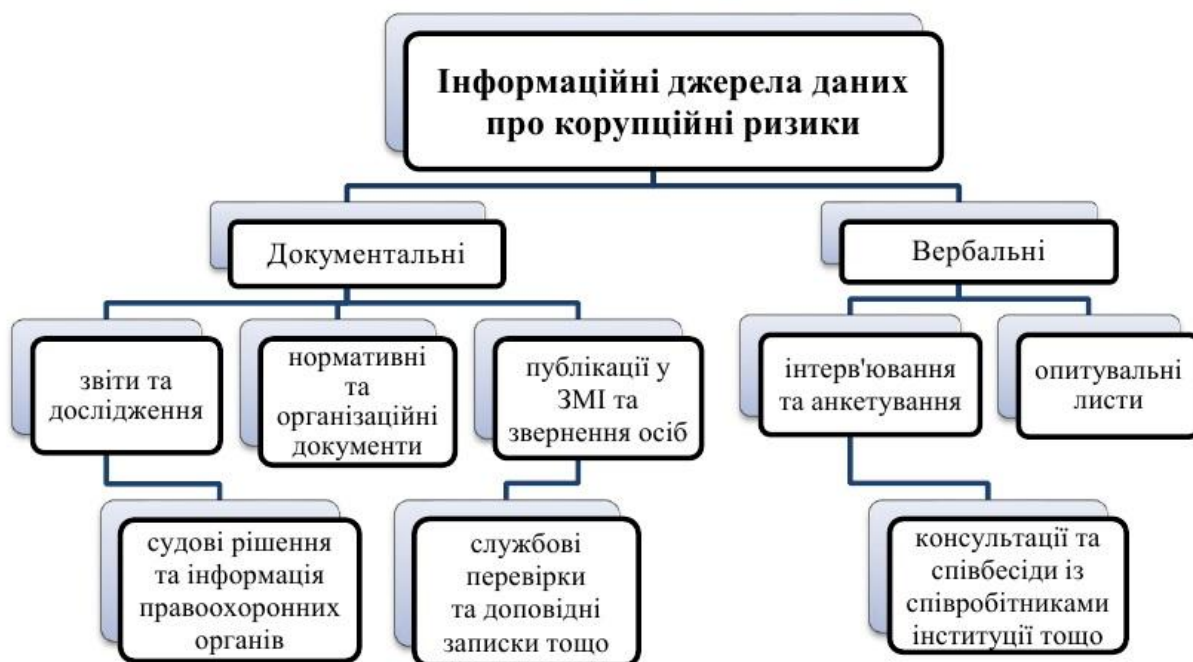 Інформаційні джерела даних
про корупційні ризики
Документальні
Вербальні
звіти та
дослідження
нормативні
та
організаційні
документи
публікації у
ЗМІ та
звернення осіб
інтерв'ювання
та анкетування
опитувальні
листи
судові рішення
та інформація
правоохоронних
органів
службові
перевірки
та доповідні
записки тощо
консультації та
співбесіди із
співробітниками
інституції тощо